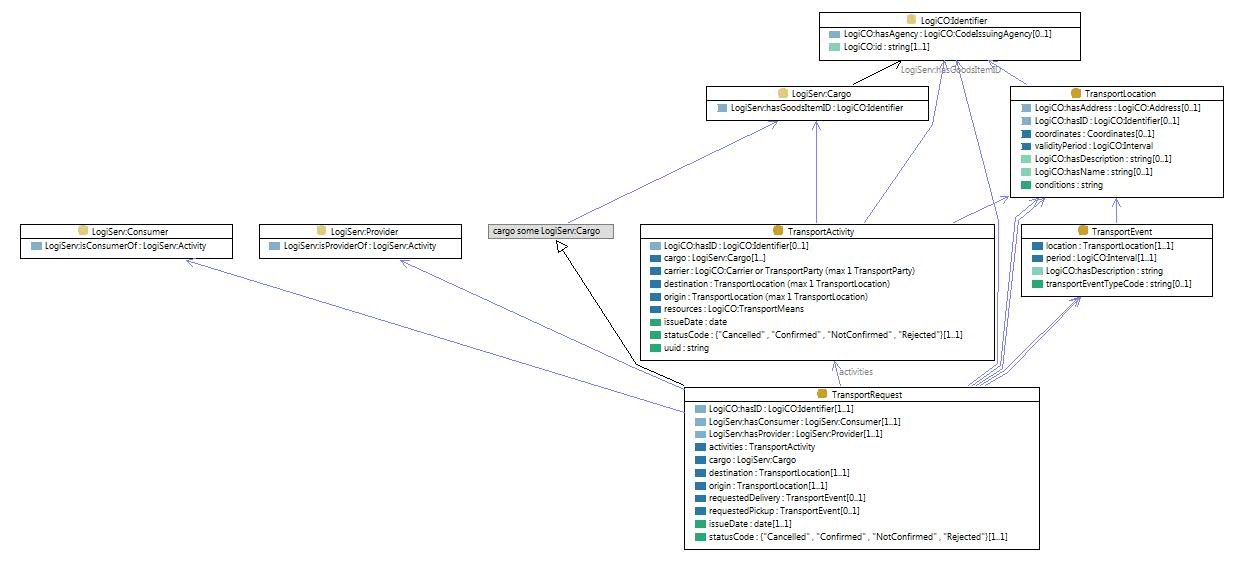 LogiCO:Identifier
LogiCO:hasAgency : LogiCO:CodeIssuingAgency[0..1]
LogiCO:id : string[1..1]
LogiServ:hasGoodsItemID
LogiServ:Cargo
LogiServ:hasGoodsItemID : LogiCO:Identifier
TransportLocation
LogiCO:hasAddress : LogiCO:Address[0..1]
LogiCO:hasID : LogiCO:Identifier[0..1]
coordinates : Coordinates[0..1]
validityPeriod : LogiCO:Interval
LogiCO:hasDescription : string[0..1]
LogiCO:hasName : string[0..1]
conditions : string
LogiServ:Consumer
LogiServ:isConsumerOf : LogiServ:Activity
LogiServ:Provider
LogiServ:isProviderOf : LogiServ:Activity
cargo some LogiServ:Cargo
TransportActivity
LogiCO:hasID : LogiCO:Identifier[0..1]
cargo : LogiServ:Cargo[1..]
carrier : LogiCO:Carrier or TransportParty (max 1 TransportParty)
destination : TransportLocation (max 1 TransportLocation)
origin : TransportLocation (max 1 TransportLocation)
resources : LogiCO:TransportMeans
issueDate : date
statusCode : {"Cancelled" , "Confirmed" , "NotConfirmed" , "Rejected"}[1..1]
uuid : string
TransportEvent
location : TransportLocation[1..1]
period : LogiCO:Interval[1..1]
LogiCO:hasDescription : string
transportEventTypeCode : string[0..1]
activities
TransportRequest
LogiCO:hasID : LogiCO:Identifier[1..1]
LogiServ:hasConsumer : LogiServ:Consumer[1..1]
LogiServ:hasProvider : LogiServ:Provider[1..1]
activities : TransportActivity
cargo : LogiServ:Cargo
destination : TransportLocation[1..1]
origin : TransportLocation[1..1]
requestedDelivery : TransportEvent[0..1]
requestedPickup : TransportEvent[0..1]
issueDate : date[1..1]
statusCode : {"Cancelled" , "Confirmed" , "NotConfirmed" , "Rejected"}[1..1]